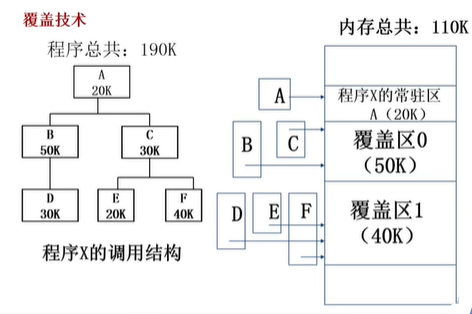 覆盖技术
程序总共：190K
A
20K
B
50K
C
30K
D
30K
E
20K
F
40K
程序X的调用结构
内存总共：110K
A
B
C
D
E
F
程序X的常驻区
A（20K）
覆盖区0
（50K）
覆盖区1
（40K）